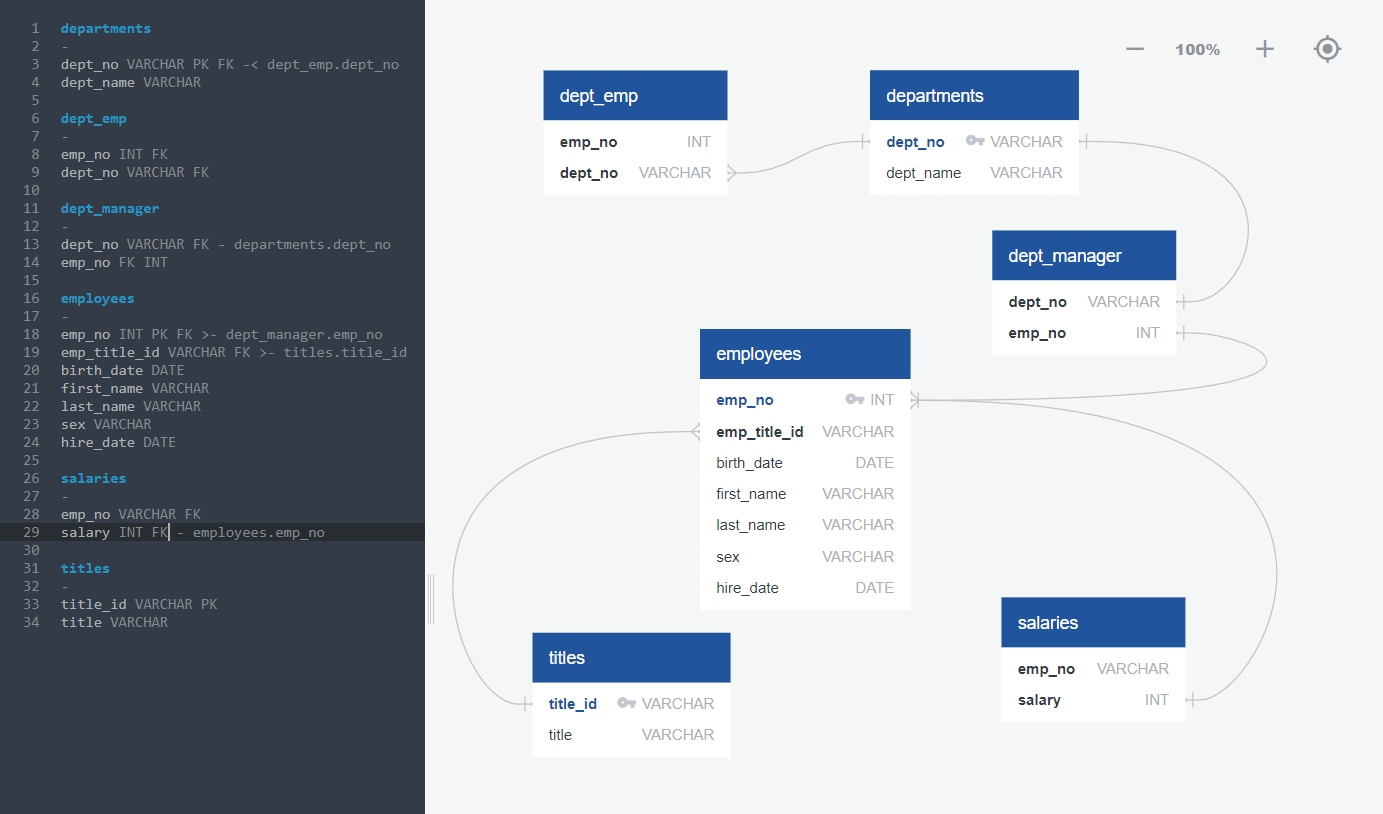 1 departments
2 -
3 dept_no VARCHAR PK FK -< dept_emp.dept_no
4 dept_name VARCHAR
5
6 dept_emp
7 -
8 emp_no INT FK
9 dept_no VARCHAR FK
10
11 dept_manager
12 -
13 dept_no VARCHAR FK - departments.dept_no
14 emp_no FK INT
15
16 employees
17 -
18 emp_no INT PK FK >- dept_manager.emp_no
19 emp_title_id VARCHAR FK >- titles.title_id
20 birth_date DATE
21 first_name VARCHAR
22 last_name VARCHAR
23 sex VARCHAR
24 hire_date DATE
25
26 salaries
27 -
28 emp_no VARCHAR FK
29 salary INT FK - employees.emp_no
30
31 titles
32 -
33 title_id VARCHAR PK
34 title VARCHAR
100%
dept_emp
emp_no INT
dept_no VARCHAR
departments
dept_no VARCHAR
dept_name VARCHAR
dept_manager
dept_no VARCHAR
emp_no INT
employees
emp_no INT
emp_title_id VARCHAR
birth_date DATE
first_name VARCHAR
last_name VARCHAR
sex VARCHAR
hire_date DATE
salaries
emp_no VARCHAR
salary INT
titles
title_id VARCHAR
title VARCHAR